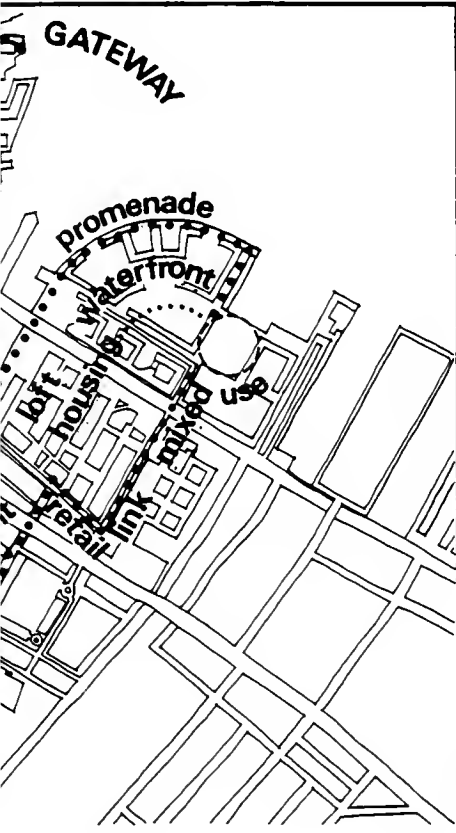 GATEWAY
promenade
waterfront
loft
housing
mixed use
retail
link